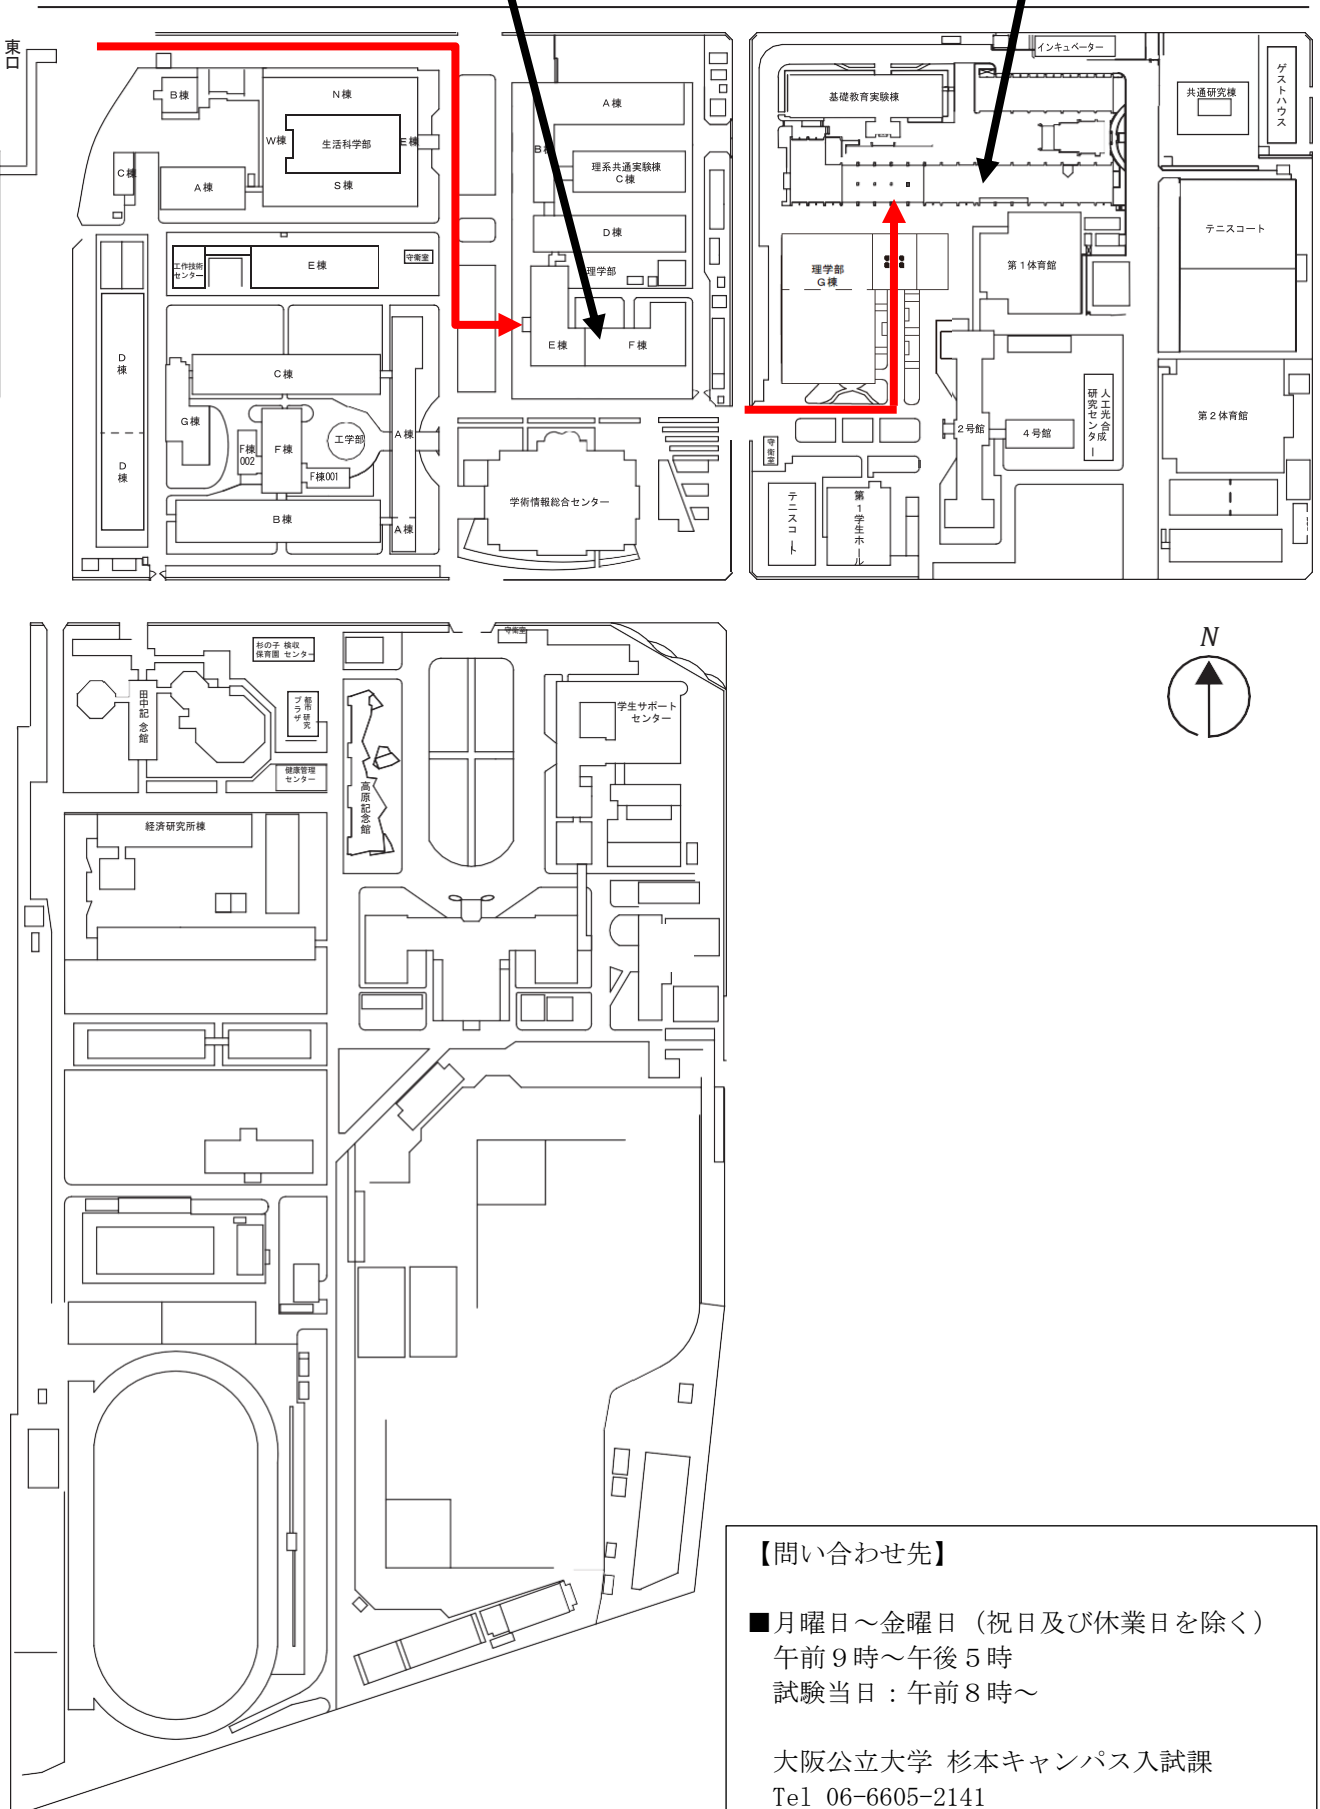 東口
B棟
N棟
W棟
生活科学部
E棟
C棟
A棟
S棟
工作技術
センター
E棟
守衛室
D棟
D棟
C棟
G棟
F棟
002
F棟
工学部
F棟001
A棟
B棟
A棟
A棟
B棟
理系共通実験棟
C棟
D棟
理学部
E棟
F棟
学術情報総合センター
インキュベーター
基礎教育実験棟
共通研究棟
ゲストハウス
テニスコート
理学部
G棟
第1体育館
2号館
4号館
人工光合成
研究センター
第2体育館
守衛室
テニスコート
第1学生ホール
N
守衛室
杉の子 検収
保育園 センター
田中記念館
都市研究
プラザ
健康管理
センター
高原記念館
学生サポート
センター
経済研究所棟
【問い合わせ先】
■月曜日～金曜日（祝日及び休業日を除く）
午前9時～午後5時
試験当日：午前8時～
大阪公立大学 杉本キャンパス入試課
Tel 06-6605-2141